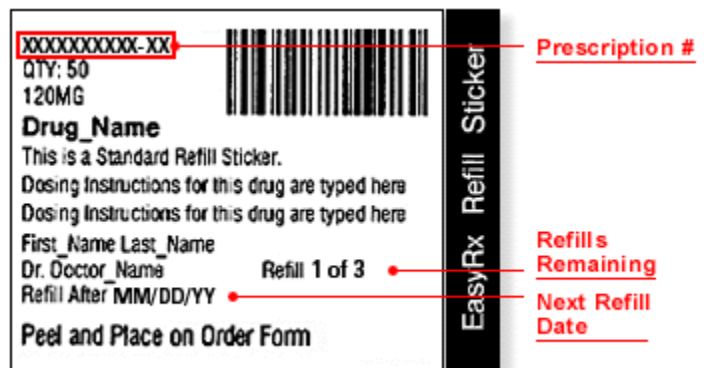 XXXXXXXXXX-XX
QTY: 50
120MG
Drug_Name
This is a Standard Refill Sticker.
Dosing Instructions for this drug are typed here
Dosing Instructions for this drug are typed here
First_Name Last_Name
Dr. Doctor_Name
Refill 1 of 3
Refill After MM/DD/YY
Peel and Place on Order Form
EasyRx Refill Sticker
Prescription #
Refills
Remaining
Next Refill
Date